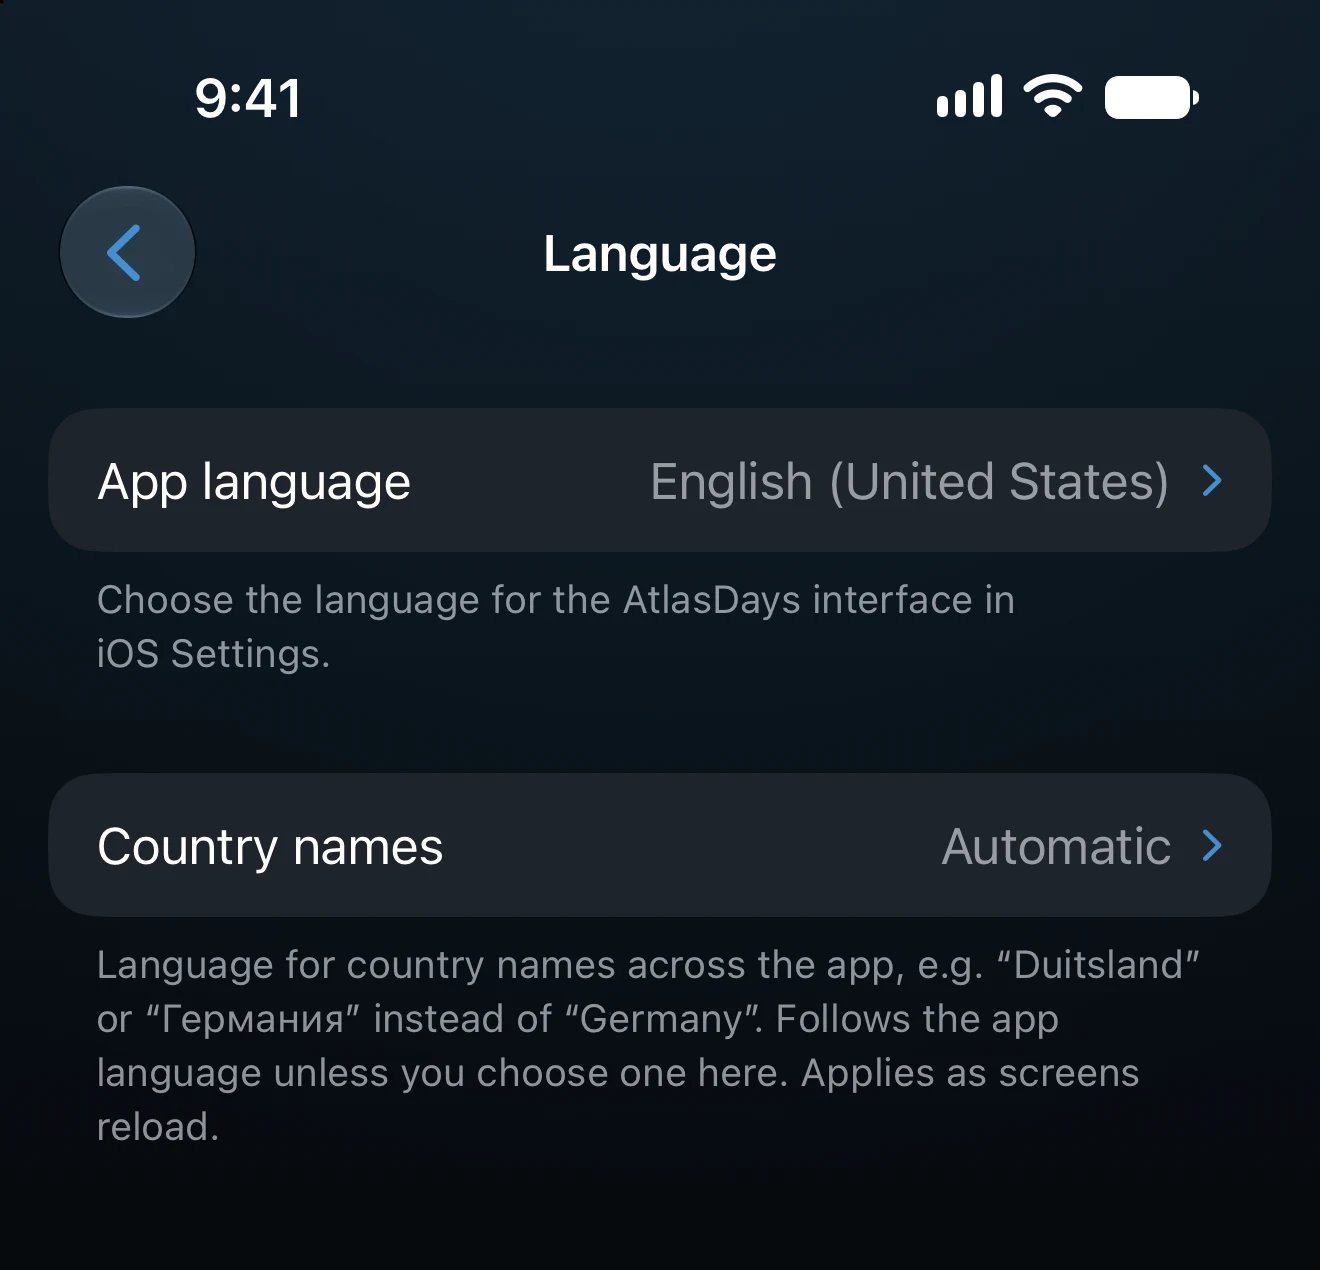 9:41
Language
App language English (United States)
Choose the language for the AtlasDays interface in
iOS Settings.
Country names Automatic
Language for country names across the app, e.g. “Duitsland”
or “Германия” instead of “Germany”. Follows the app
language unless you choose one here. Applies as screens
reload.